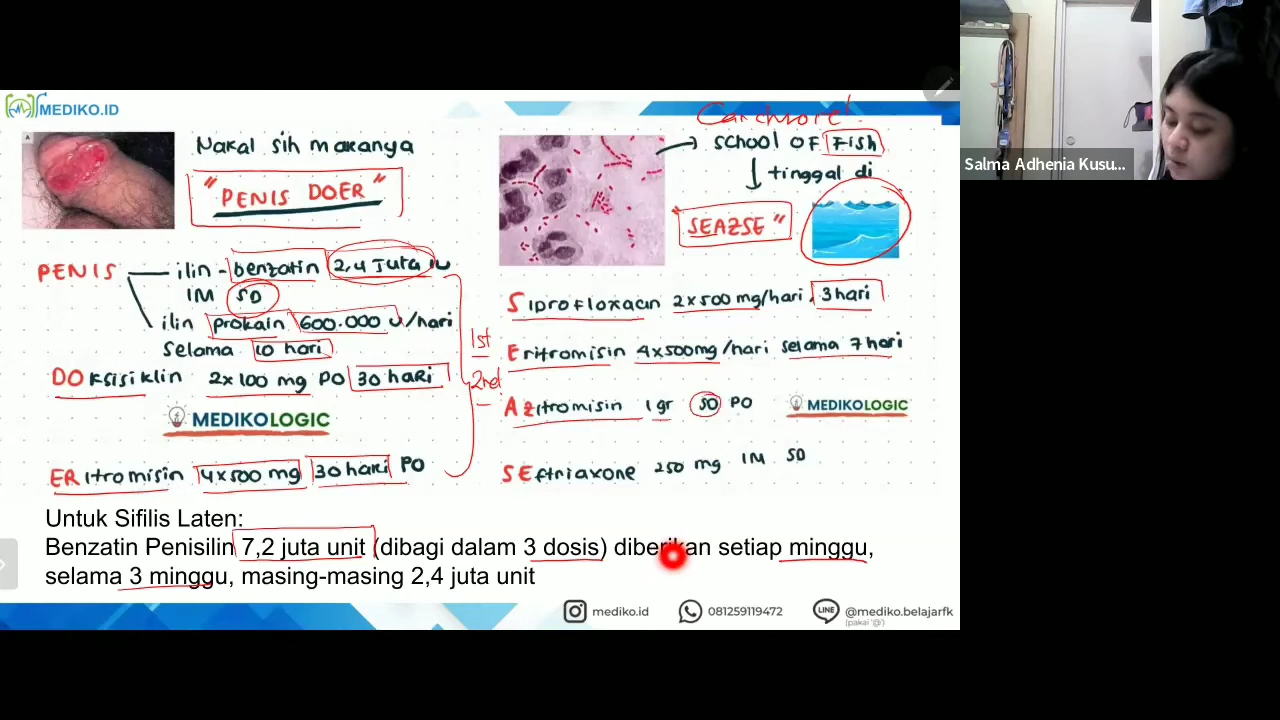 MEDIKO.ID
A
Nakal sih makanya
"PENIS DOER"
PENIS
ilin - benzatin 2,4 Juta IU
IM SD
ilin prokain 600.000 U/hari
Selama 10 hari
DOksisiklin 2x100 mg PO 30 hari
MEDIKOLOGIC
ERitromisin 4x500 mg 30 hari PO
1st
2nd
school OF Fish
tinggal di
"SEAZSE"
Siprofloxacin 2x500 mg/hari, 3 hari
Eritromisin 4x500mg/hari selama 7 hari
AZitromisin 1 gr SD PO
MEDIKOLOGIC
SEftriaxone 250 mg IM SD
Untuk Sifilis Laten:
Benzatin Penisilin 7,2 juta unit (dibagi dalam 3 dosis) diberikan setiap minggu,
selama 3 minggu, masing-masing 2,4 juta unit
mediko.id
081259119472
LINE
@mediko.belajarfk
(pakai '@')
Salma Adhenia Kusu...